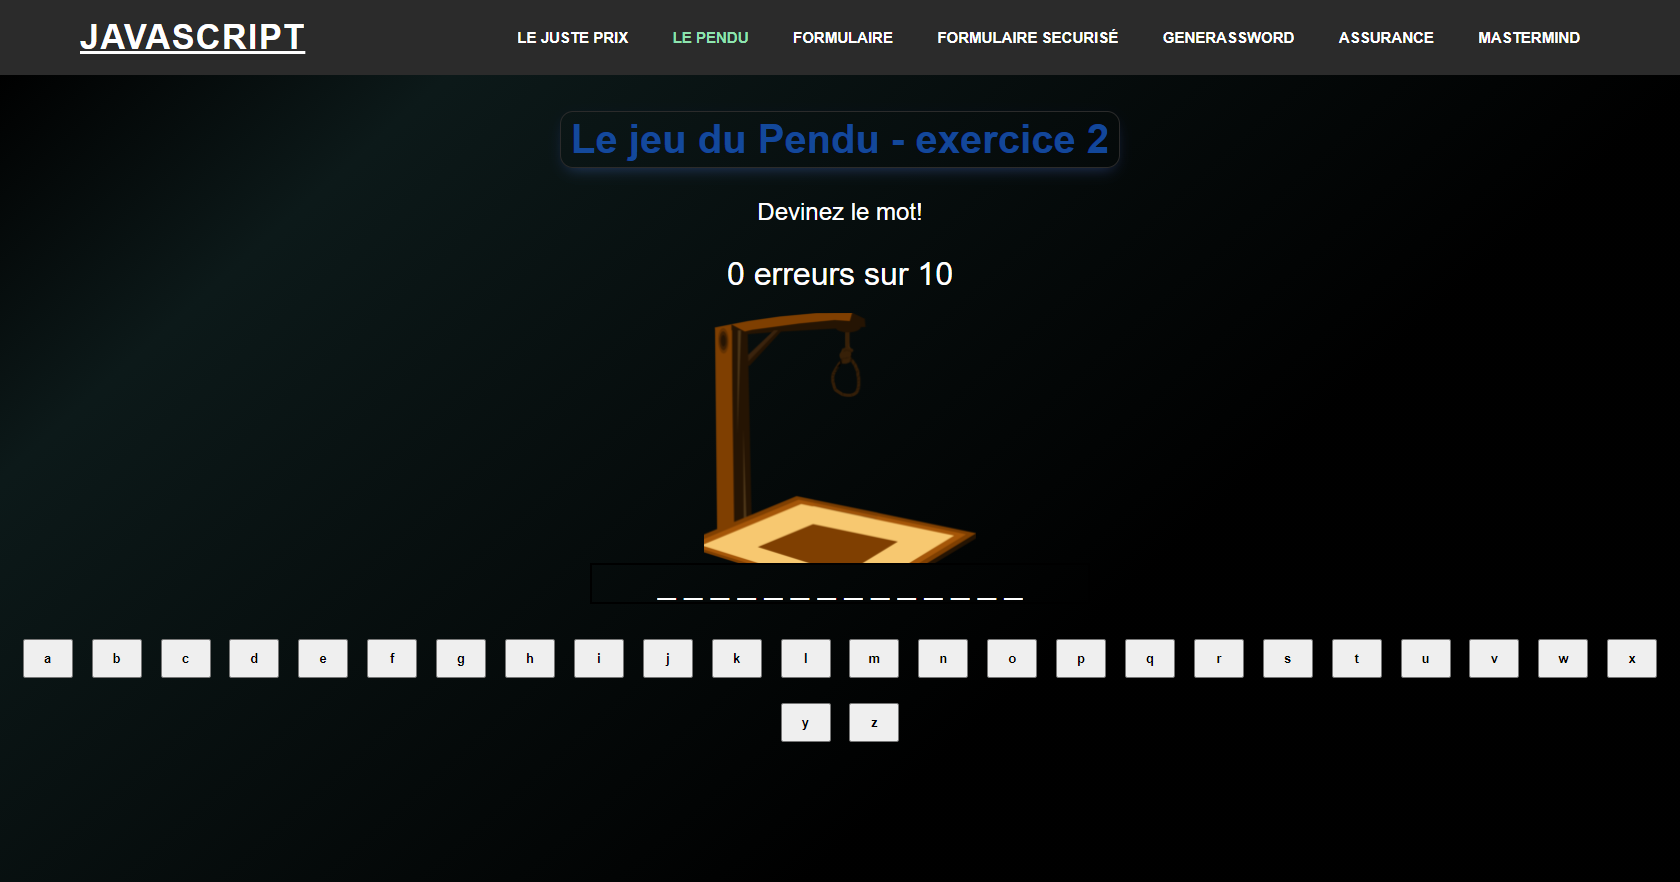 JAVASCRIPT LE JUSTE PRIX LE PENDU FORMULAIRE FORMULAIRE SECURISÉ GENERASSWORD ASSURANCE MASTERMIND
Le jeu du Pendu - exercice 2
Devinez le mot!
0 erreurs sur 10
_ _ _ _ _ _ _ _ _ _ _ _ _ _
a b c d e f g h i j k l m n o p q r s t u v w x
y z